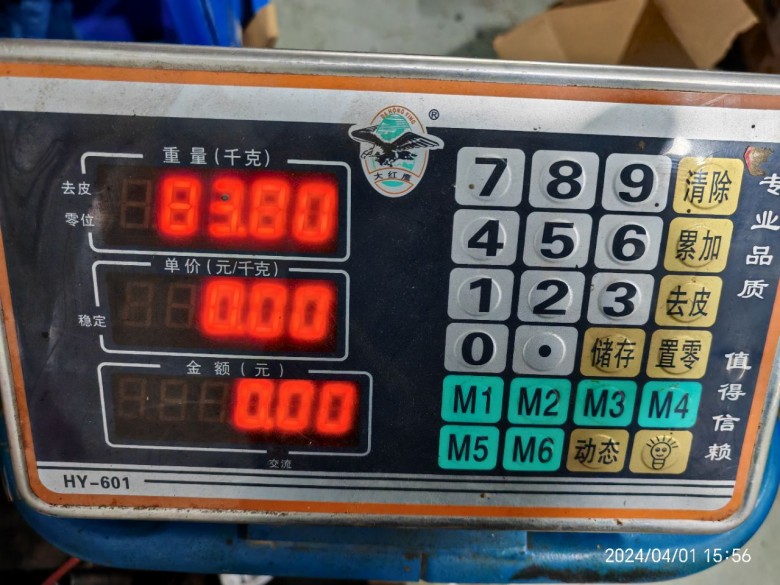 DA HONG YING
大红鹰
®
重量(千克)
去皮
零位
83.80
单价(元/千克)
稳定
0.00
金额(元)
0.00
交流
HY-601
7 8 9 清除
4 5 6 累加
1 2 3 去皮
0 . 储存 置零
M1 M2 M3 M4
M5 M6 动态
专业品质
值得信赖
2024/04/01 15:56